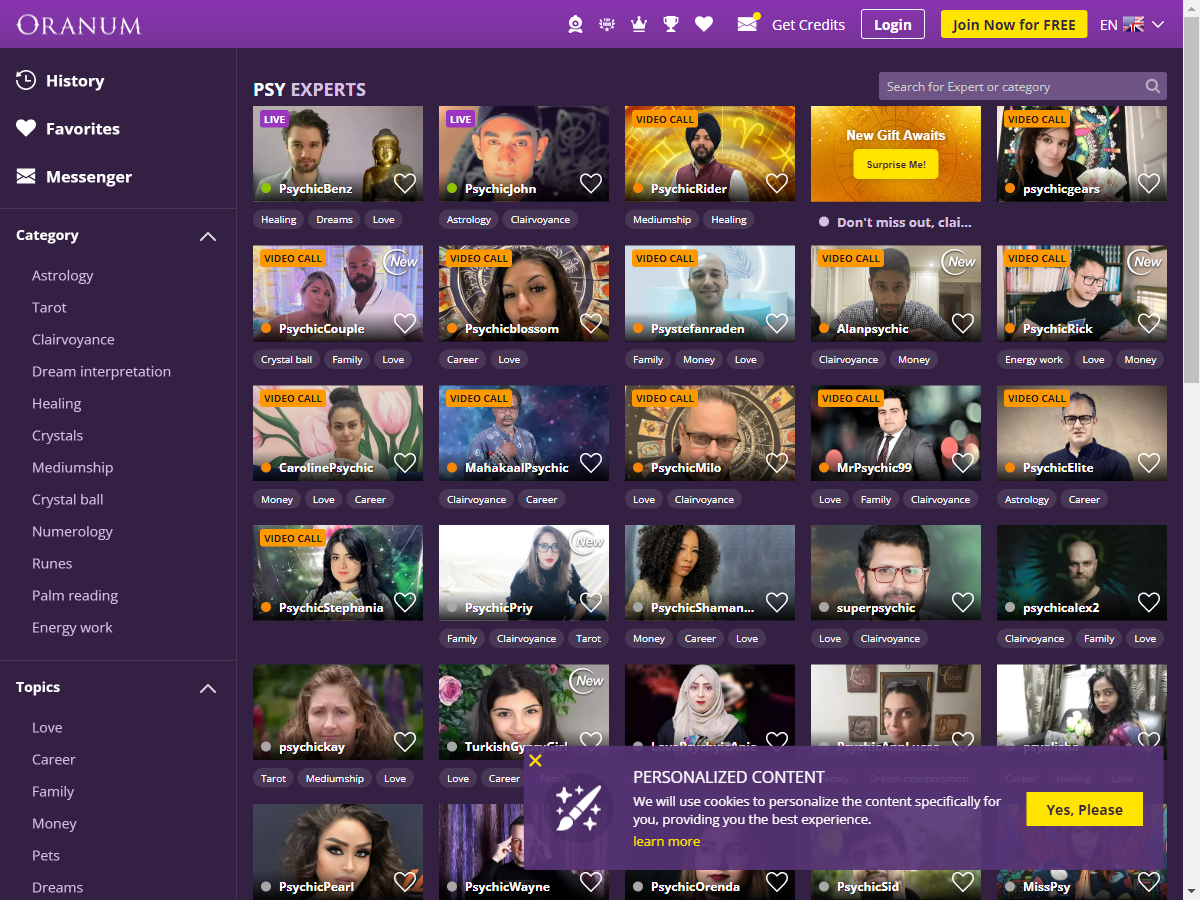 ORANUM
Get Credits
Login
Join Now for FREE
EN
History
Favorites
Messenger
Category
Astrology
Tarot
Clairvoyance
Dream interpretation
Healing
Crystals
Mediumship
Crystal ball
Numerology
Runes
Palm reading
Energy work
Topics
Love
Career
Family
Money
Pets
Dreams
PSY EXPERTS
Search for Expert or category
LIVE
PsychicBenz
Healing Dreams Love
LIVE
PsychicJohn
Astrology Clairvoyance
VIDEO CALL
PsychicRider
Mediumship Healing
New Gift Awaits
Surprise Me!
Don't miss out, clai...
VIDEO CALL
psychicgears
VIDEO CALL
New
PsychicCouple
Crystal ball Family Love
VIDEO CALL
Psychicblossom
Career Love
VIDEO CALL
Psystefanraden
Family Money Love
VIDEO CALL
New
Alanpsychic
Clairvoyance Money
VIDEO CALL
New
PsychicRick
Energy work Love Money
VIDEO CALL
CarolinePsychic
Money Love Career
VIDEO CALL
MahakaalPsychic
Clairvoyance Career
VIDEO CALL
PsychicMilo
Love Clairvoyance
VIDEO CALL
MrPsychic99
Love Family Clairvoyance
VIDEO CALL
PsychicElite
Astrology Career
VIDEO CALL
PsychicStephania
New
PsychicPriy
Family Clairvoyance Tarot
PsychicShaman...
Money Career Love
superpsychic
Love Clairvoyance
psychicalex2
Clairvoyance Family Love
psychickay
Tarot Mediumship Love
New
TurkishGypsyGirl
Love Career Family
Family Dream interpretation
Career Healing Love
PsychicPearl
PsychicWayne
PsychicOrenda
PsychicSid
MissPsy
PERSONALIZED CONTENT
We will use cookies to personalize the content specifically for
you, providing you the best experience.
learn more
Yes, Please